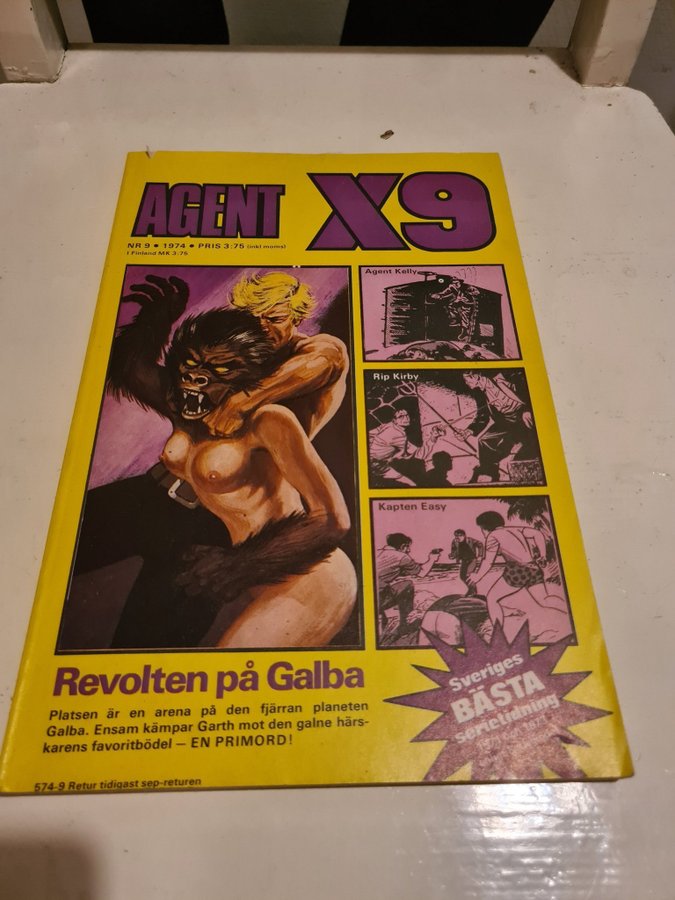 AGENT X9
NR 9 • 1974 • PRIS 3:75 (inkl moms)
I Finland MK 3:75
Agent Kelly
Rip Kirby
Kapten Easy
Revolten på Galba
Platsen är en arena på den fjärran planeten
Galba. Ensam kämpar Garth mot den galne härs-
karens favoritbödel — EN PRIMORD!
Sveriges
BÄSTA
serietidning
574-9 Retur tidigast sep-returen